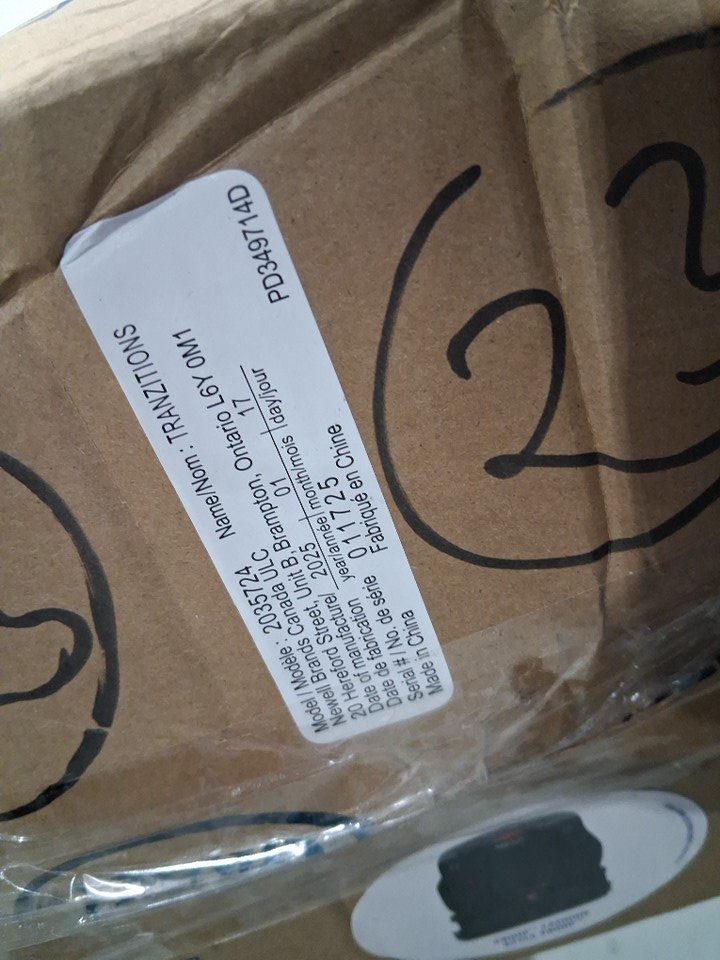 Model / Modèle 2035724 Name/Nom : TRANZITIONS
Newell Brands Canada ULC
20 Hereford Street, Unit B, Brampton, Ontario L6Y 0M1
Date of manufacture/ 2025 | 01 | 17
Date de fabrication year/année | month/mois | day/jour
Serial # / No. de série 011725
Made in China Fabriqué en Chine
PD349714D
2